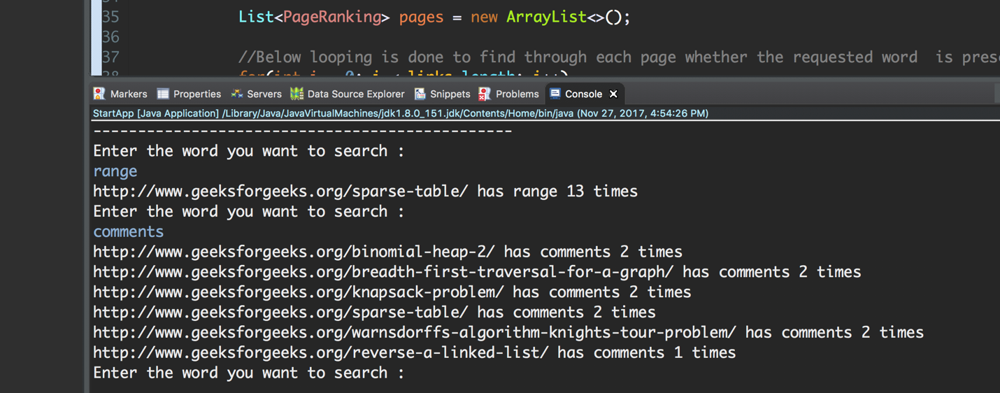 35 List<PageRanking> pages = new ArrayList<>();
36
37 //Below looping is done to find through each page whether the requested word  is
38 for(int i = 0; i < links.length; i++)
Markers Properties Servers Data Source Explorer Snippets Problems Console
StartApp [Java Application] /Library/Java/JavaVirtualMachines/jdk1.8.0_151.jdk/Contents/Home/bin/java (Nov 27, 2017, 4:54:26 PM)
-----------------------------------------------
Enter the word you want to search :
range
http://www.geeksforgeeks.org/sparse-table/ has range 13 times
Enter the word you want to search :
comments
http://www.geeksforgeeks.org/binomial-heap-2/ has comments 2 times
http://www.geeksforgeeks.org/breadth-first-traversal-for-a-graph/ has comments 2 times
http://www.geeksforgeeks.org/knapsack-problem/ has comments 2 times
http://www.geeksforgeeks.org/sparse-table/ has comments 2 times
http://www.geeksforgeeks.org/warnsdorffs-algorithm-knights-tour-problem/ has comments 2 times
http://www.geeksforgeeks.org/reverse-a-linked-list/ has comments 1 times
Enter the word you want to search :